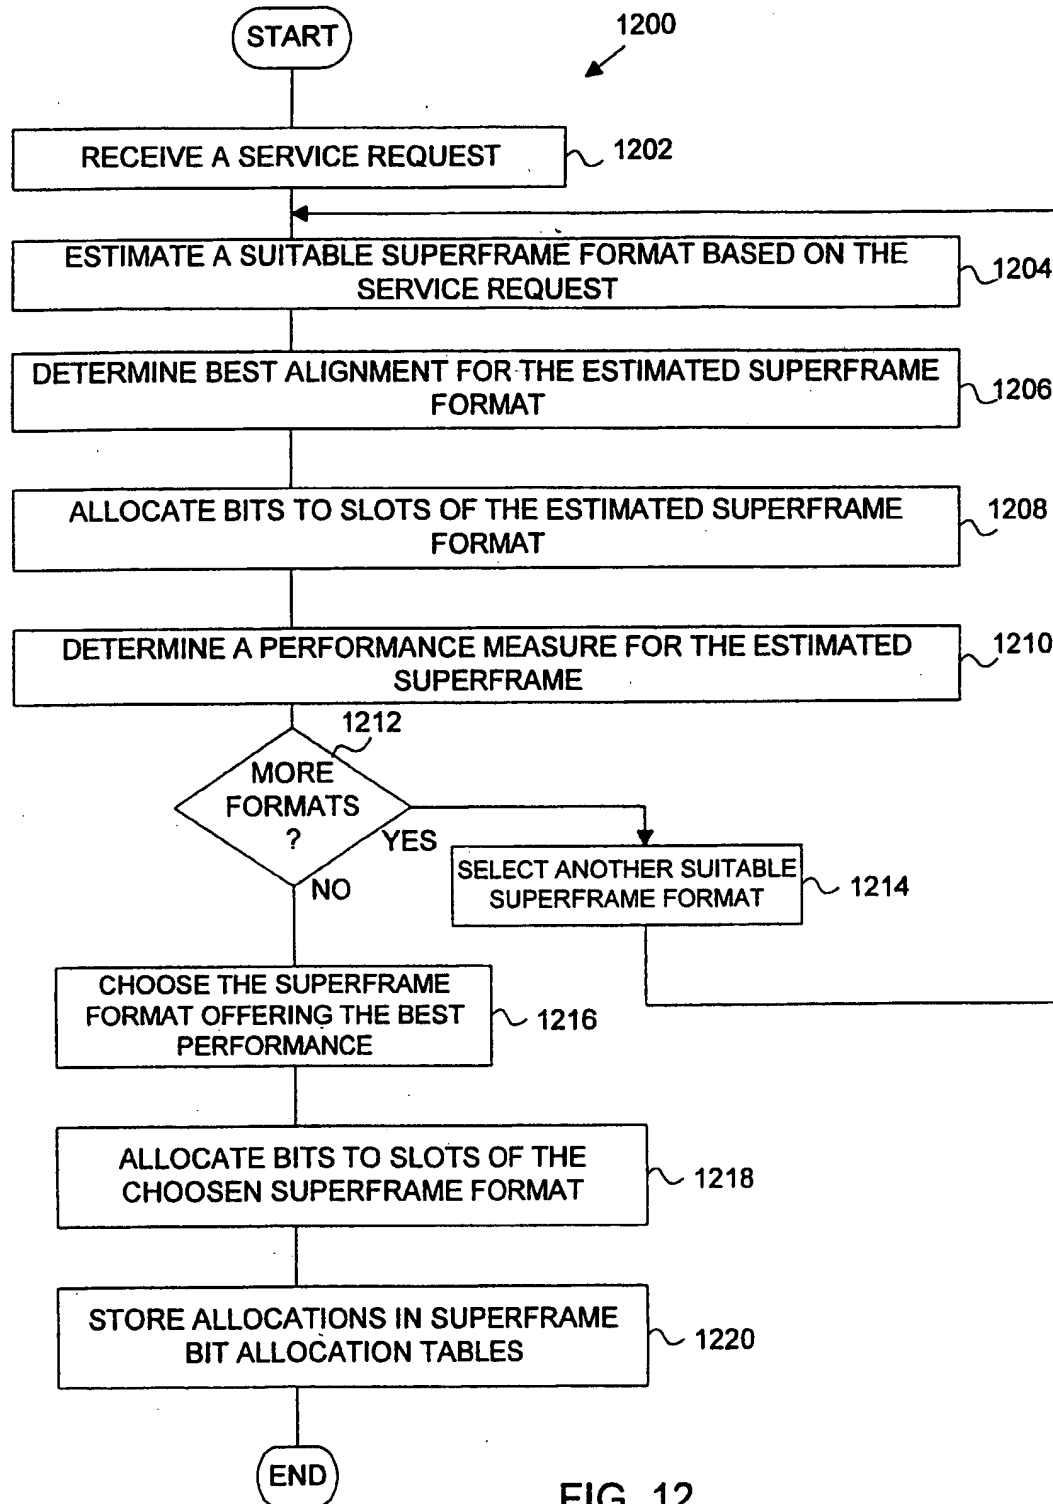 START
1200
RECEIVE A SERVICE REQUEST
1202
ESTIMATE A SUITABLE SUPERFRAME FORMAT BASED ON THE
SERVICE REQUEST
1204
DETERMINE BEST ALIGNMENT FOR THE ESTIMATED SUPERFRAME
FORMAT
1206
ALLOCATE BITS TO SLOTS OF THE ESTIMATED SUPERFRAME
FORMAT
1208
DETERMINE A PERFORMANCE MEASURE FOR THE ESTIMATED
SUPERFRAME
1210
1212
MORE
FORMATS
?
YES
NO
SELECT ANOTHER SUITABLE
SUPERFRAME FORMAT
1214
CHOOSE THE SUPERFRAME
FORMAT OFFERING THE BEST
PERFORMANCE
1216
ALLOCATE BITS TO SLOTS OF THE
CHOOSEN SUPERFRAME FORMAT
1218
STORE ALLOCATIONS IN SUPERFRAME
BIT ALLOCATION TABLES
1220
END
FIG. 12